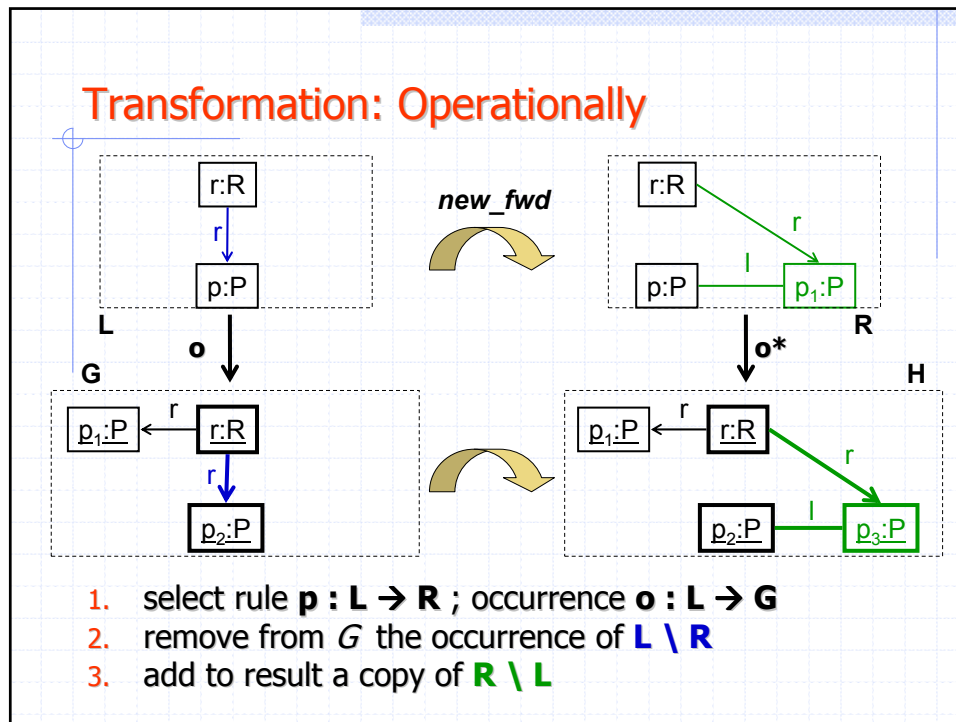 Transformation: Operationally
r:R
r
p:P
L
new_fwd
r:R
r
l
p:P
p₁:P
R
o
o*
G
H
p₁:P
r
r:R
r
p₂:P
p₁:P
r
r:R
r
l
p₂:P
p₃:P
1. select rule p : L → R ; occurrence o : L → G
2. remove from G the occurrence of L \ R
3. add to result a copy of R \ L